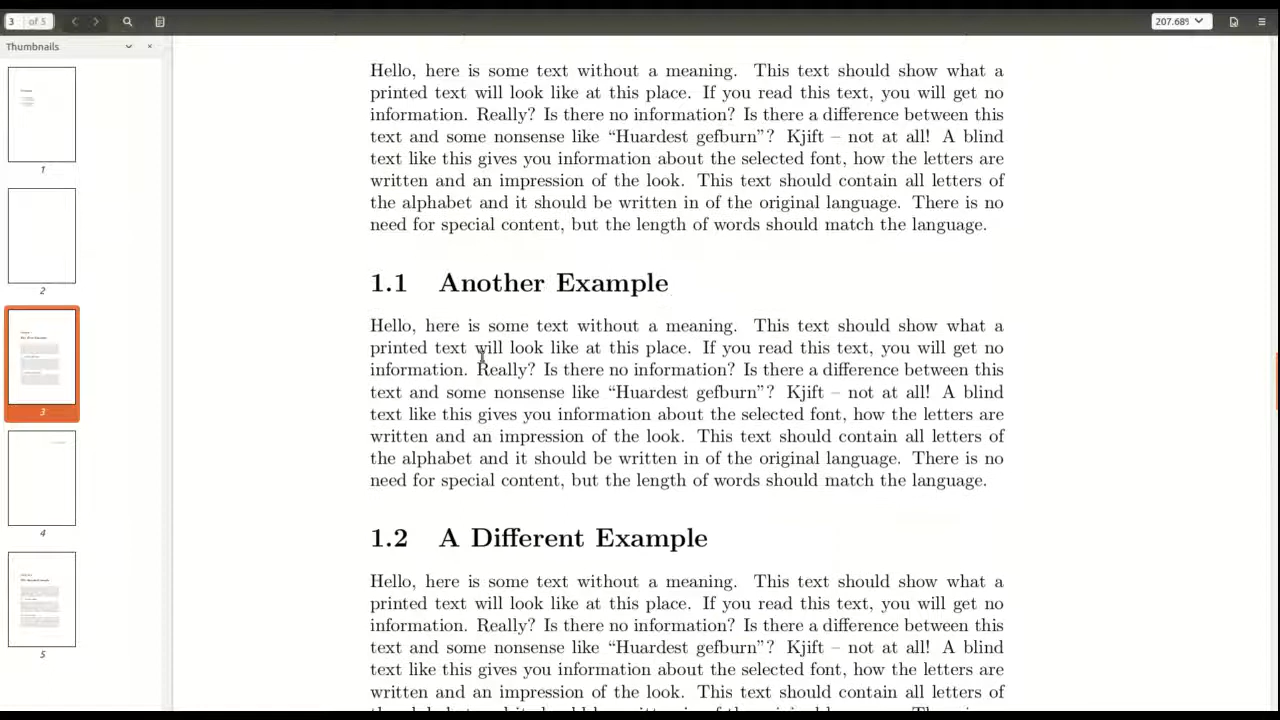 3 of 5
207.68%
Thumbnails
1
2
3
4
5
Hello, here is some text without a meaning. This text should show what a
printed text will look like at this place. If you read this text, you will get no
information. Really? Is there no information? Is there a difference between this
text and some nonsense like “Huardest gefburn”? Kjift – not at all! A blind
text like this gives you information about the selected font, how the letters are
written and an impression of the look. This text should contain all letters of
the alphabet and it should be written in of the original language. There is no
need for special content, but the length of words should match the language.
1.1 Another Example
Hello, here is some text without a meaning. This text should show what a
printed text will look like at this place. If you read this text, you will get no
information. Really? Is there no information? Is there a difference between this
text and some nonsense like “Huardest gefburn”? Kjift – not at all! A blind
text like this gives you information about the selected font, how the letters are
written and an impression of the look. This text should contain all letters of
the alphabet and it should be written in of the original language. There is no
need for special content, but the length of words should match the language.
1.2 A Different Example
Hello, here is some text without a meaning. This text should show what a
printed text will look like at this place. If you read this text, you will get no
information. Really? Is there no information? Is there a difference between this
text and some nonsense like “Huardest gefburn”? Kjift – not at all! A blind
text like this gives you information about the selected font, how the letters are
written and an impression of the look. This text should contain all letters of